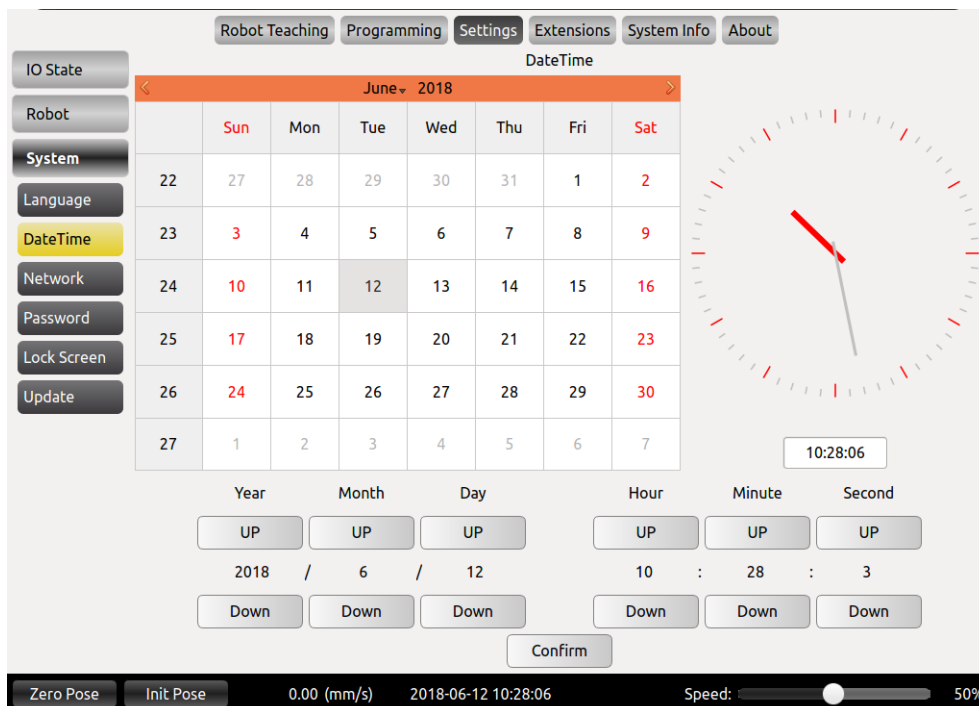 Robot Teaching Programming Settings Extensions System Info About
DateTime
IO State
Robot
System
Language
DateTime
Network
Password
Lock Screen
Update
June 2018
Sun Mon Tue Wed Thu Fri Sat
22 27 28 29 30 31 1 2
23 3 4 5 6 7 8 9
24 10 11 12 13 14 15 16
25 17 18 19 20 21 22 23
26 24 25 26 27 28 29 30
27 1 2 3 4 5 6 7
10:28:06
Year Month Day Hour Minute Second
UP UP UP UP UP UP
2018 / 6 / 12 10 : 28 : 3
Down Down Down Down Down Down
Confirm
Zero Pose Init Pose 0.00 (mm/s) 2018-06-12 10:28:06 Speed: 50%